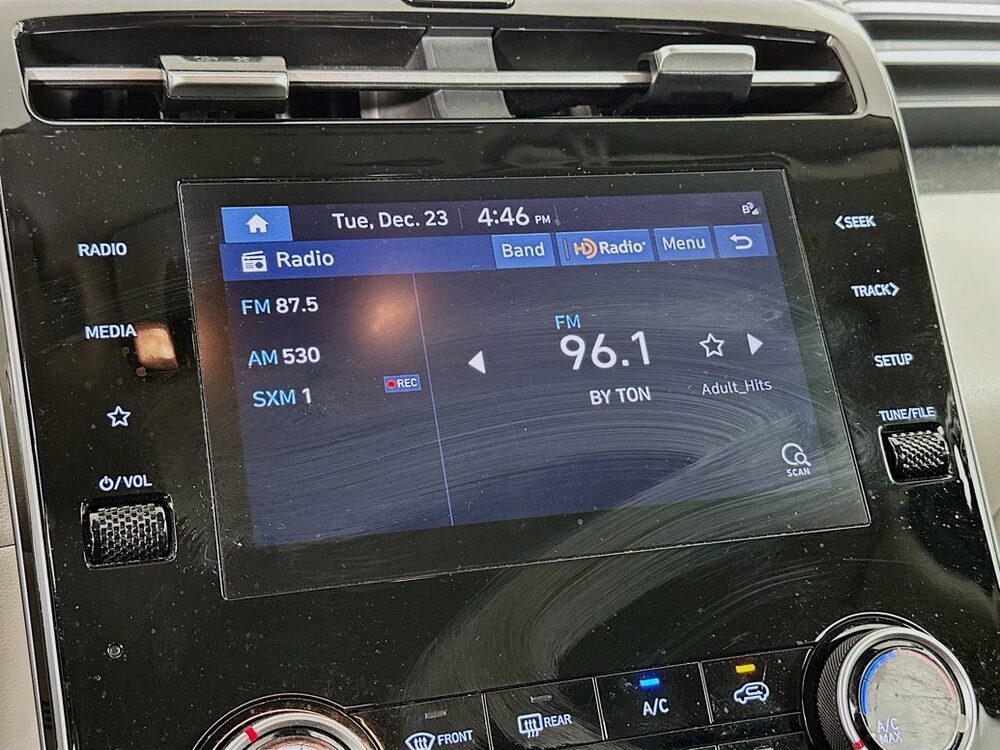 Tue, Dec. 23 4:46 PM
B
Radio Band HD Radio Menu
FM 87.5
AM 530
SXM 1 REC
FM
96.1
BY TON
Adult_Hits
SCAN
RADIO
MEDIA
/VOL
<SEEK
TRACK>
SETUP
TUNE/FILE
FRONT
REAR
A/C
A/C
MAX